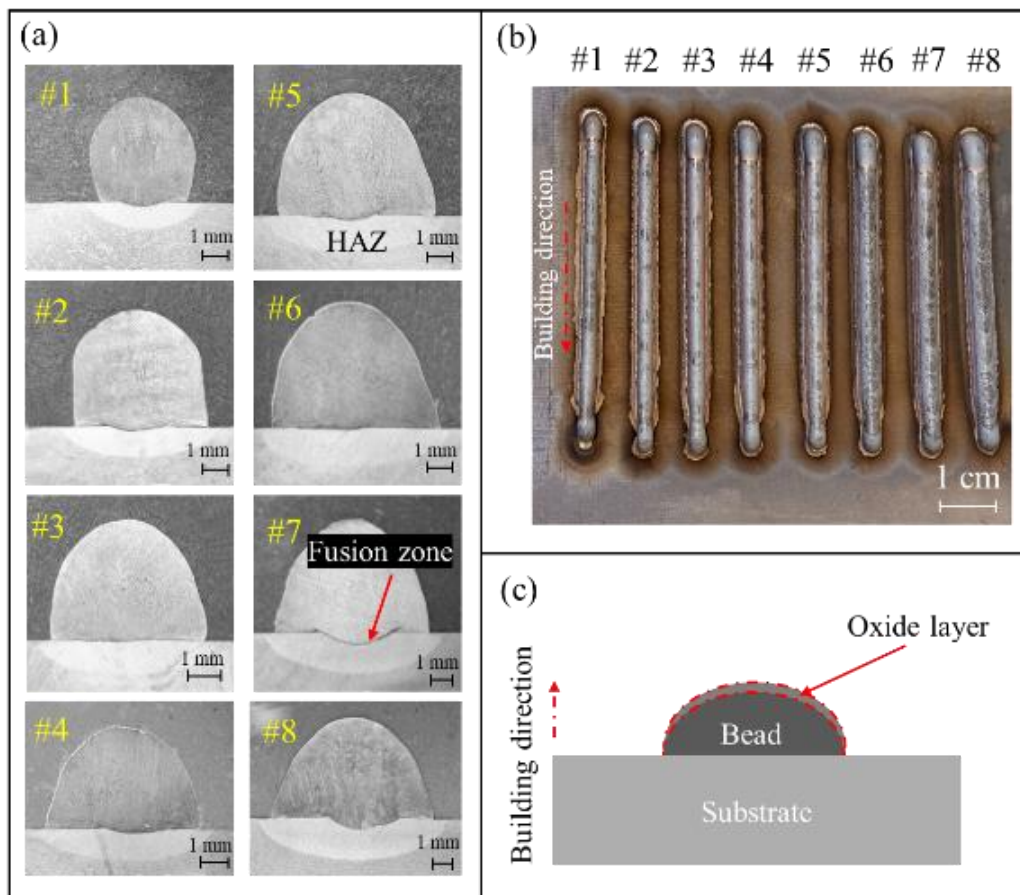 (a)
#1
1 mm
#5
HAZ
1 mm
#2
1 mm
#6
1 mm
#3
1 mm
#7
Fusion zone
1 mm
#4
1 mm
#8
1 mm
(b)
#1 #2 #3 #4 #5 #6 #7 #8
Building direction
1 cm
(c)
Oxide layer
Bead
Substrate
Building direction